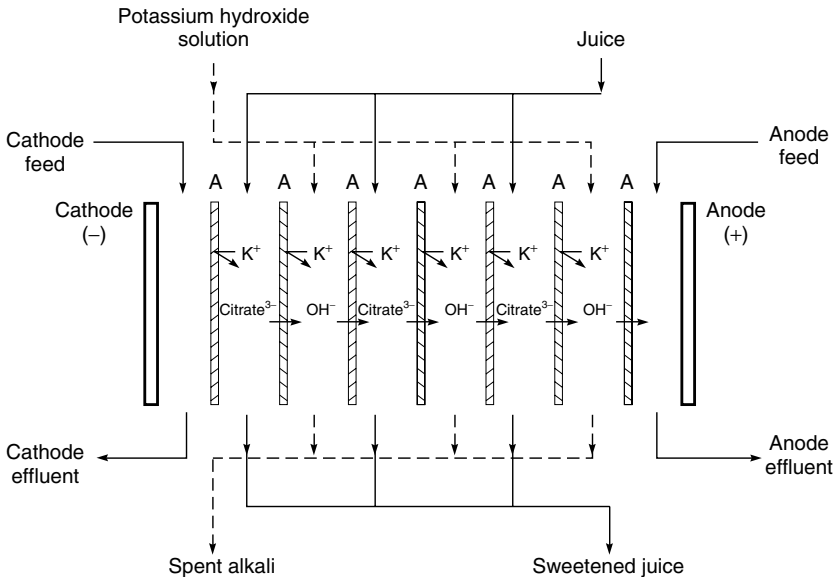 Potassium hydroxide
solution
Juice
Cathode
feed
Anode
feed
A A A A A A A
Cathode
(−)
Anode
(+)
K⁺ K⁺ K⁺ K⁺ K⁺ K⁺
Citrate³⁻ OH⁻ Citrate³⁻ OH⁻ Citrate³⁻ OH⁻
Cathode
effluent
Anode
effluent
Spent alkali
Sweetened juice